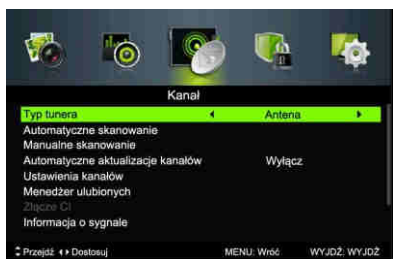 Kanał
Typ tunera Antena
Automatyczne skanowanie
Manualne skanowanie
Automatyczne aktualizacje kanałów Wyłącz
Ustawienia kanałów
Menedżer ulubionych
Złącze CI
Informacja o sygnale
Przejdź Dostosuj MENU: Wróć WYJDŹ: WYJDŹ